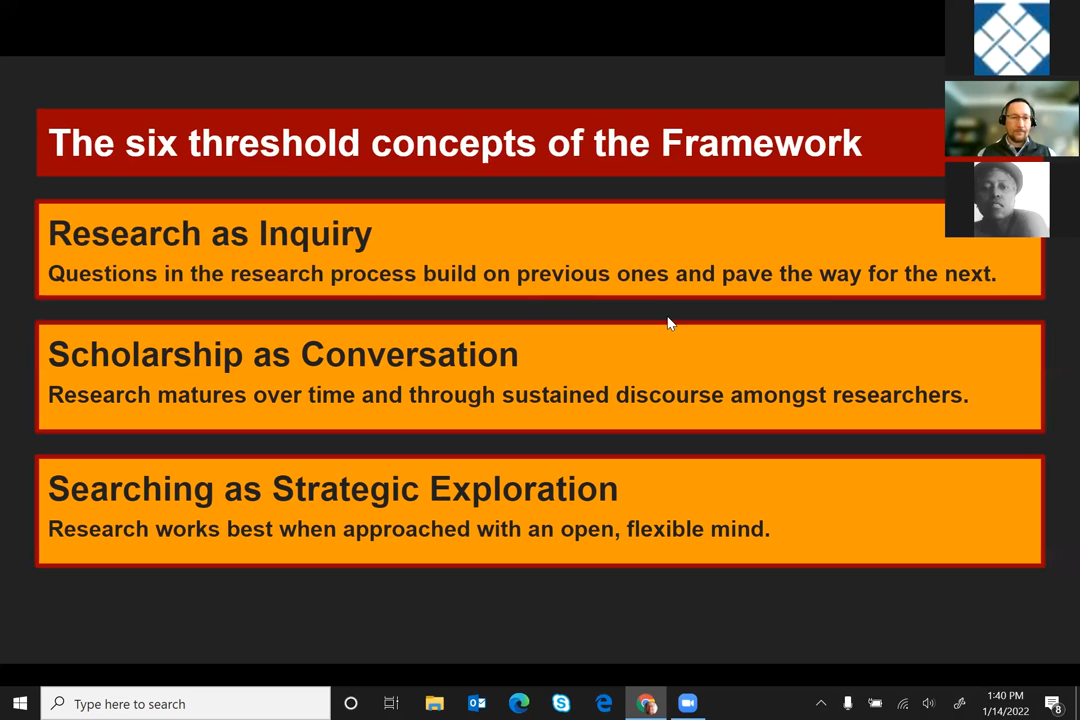 The six threshold concepts of the Framework
Research as Inquiry
Questions in the research process build on previous ones and pave the way for the next.
Scholarship as Conversation
Research matures over time and through sustained discourse amongst researchers.
Searching as Strategic Exploration
Research works best when approached with an open, flexible mind.
Type here to search
1:40 PM
1/14/2022
8